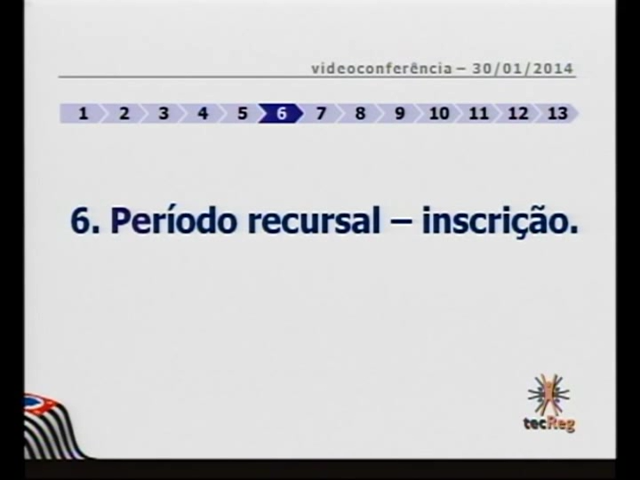 videoconferência – 30/01/2014
1 2 3 4 5 6 7 8 9 10 11 12 13
6. Período recursal – inscrição.
tecReg